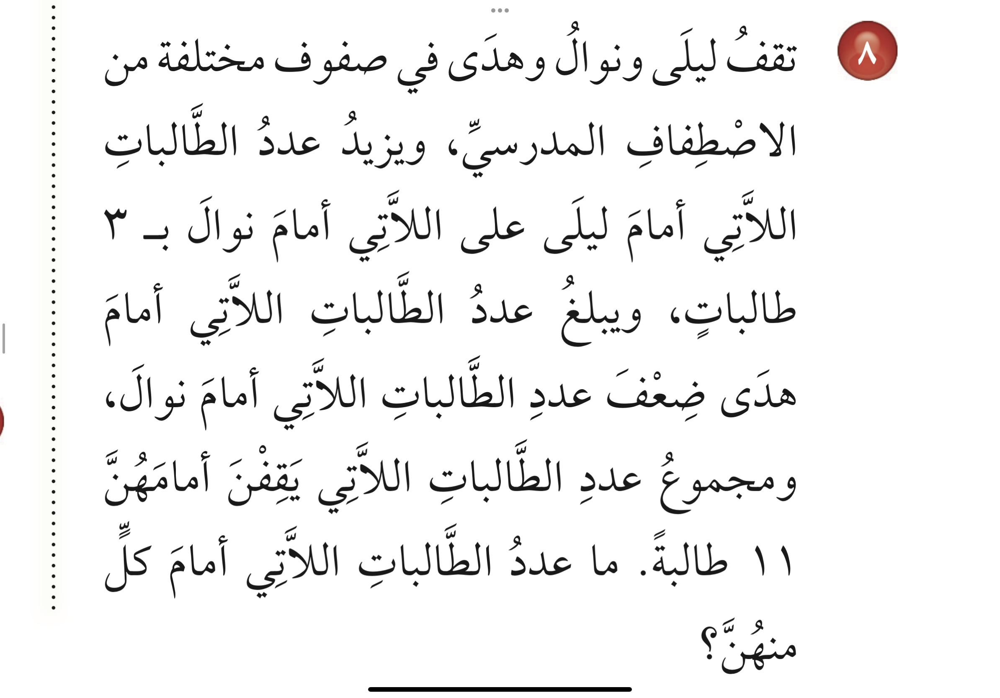 ٨
تقفُ ليلَى ونوالُ وهدَى في صفوف مختلفة من
الاصْطِفافِ المدرسيِّ، ويزيدُ عددُ الطَّالباتِ
اللاَّتِي أمامَ ليلَى على اللاَّتِي أمامَ نوالَ بـ ٣
طالباتٍ، ويبلغُ عددُ الطَّالباتِ اللاَّتِي أمامَ
هدَى ضِعْفَ عددِ الطَّالباتِ اللاَّتِي أمامَ نوالَ،
ومجموعُ عددِ الطَّالباتِ اللاَّتِي يَقِفْنَ أمامَهُنَّ
١١ طالبةً. ما عددُ الطَّالباتِ اللاَّتِي أمامَ كلٍّ
منهُنَّ؟